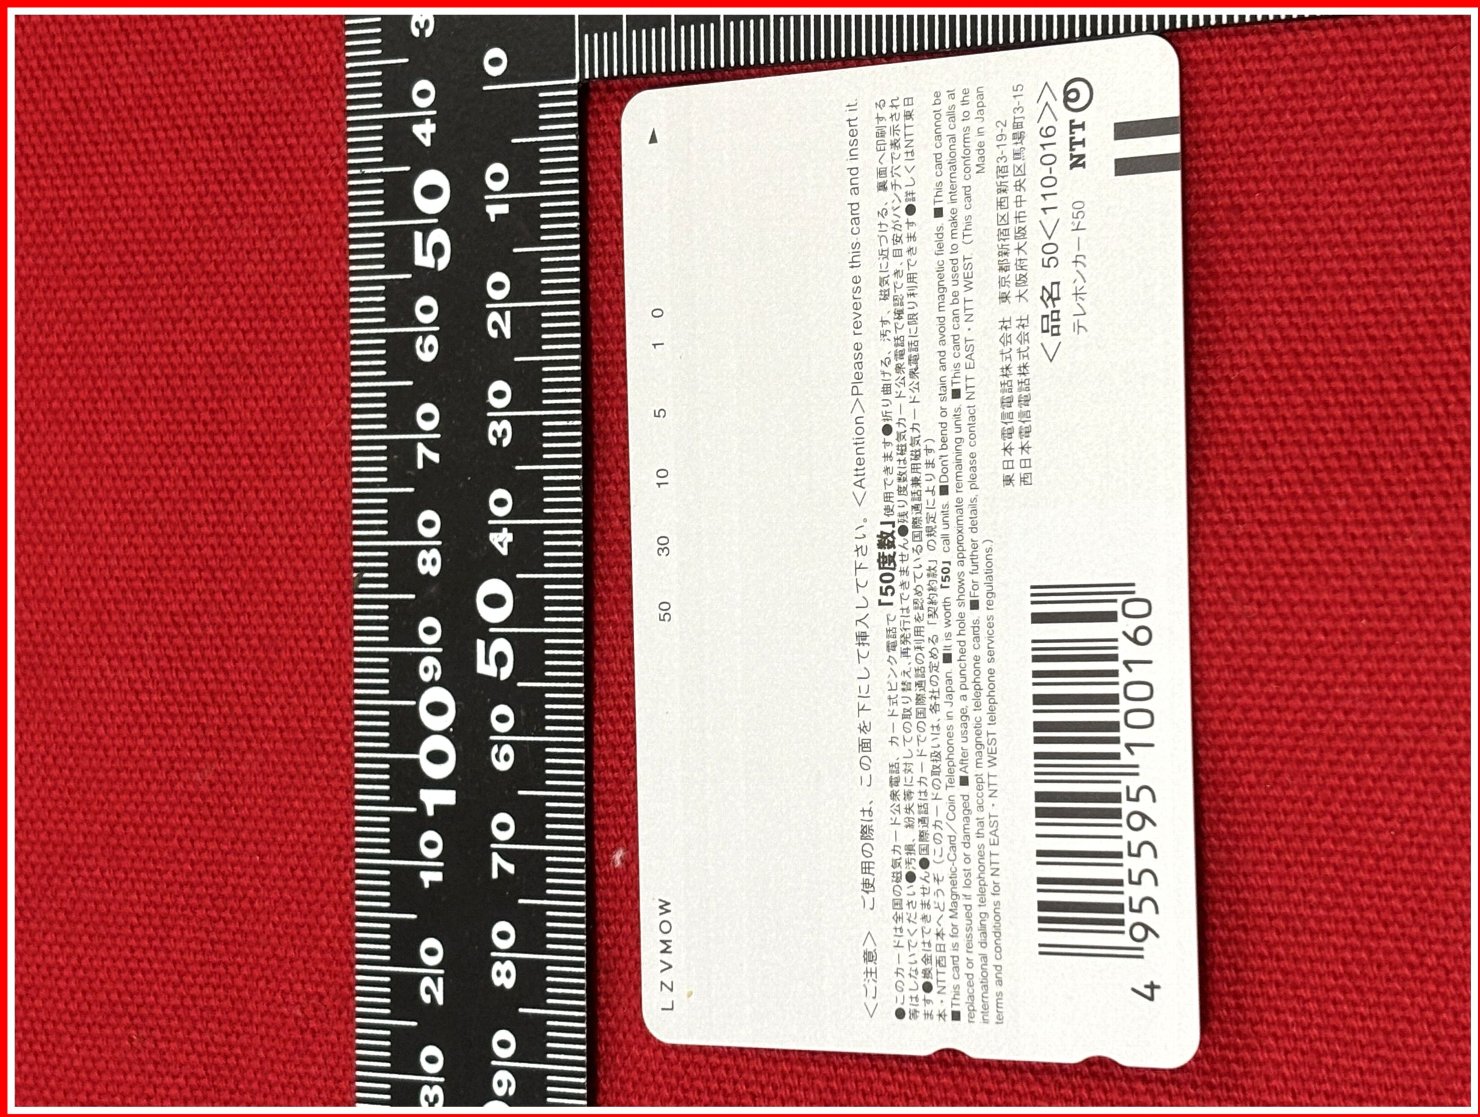 3
40
50
60
70
80
90
100
10
20
30
0
10
20
30
40
50
60
70
80
90
0
LZVMOW
50 30 10 5 1 0
<ご注意> ご使用の際は、この面を下にして挿入して下さい。<Attention>Please reverse this card and insert it.
●このカードは全国の磁気カード公衆電話、カード式ピンク電話で「50度数」使用できます●折り曲げる、汚す、磁気に近づける、裏面へ印刷する
等はしないでください●汚損、紛失等に対しての取り替え、再発行はできません●残り度数は磁気カード公衆電話で確認でき、目安がパンチ穴で表示され
ます●換金はできません●国際通話はカードでの国際通話の利用を認めている国際通話兼用磁気カード公衆電話に限り利用できます●詳しくはNTT東日
本・NTT西日本へどうぞ（このカードの取扱いは、各社の定める「契約約款」の規定によります）
■This card is for Magnetic-Card/Coin Telephones in Japan. ■It is worth「50」call units. ■Don't bend or stain and avoid magnetic fields. ■This card cannot be
replaced or reissued if lost or damaged. ■After usage, a punched hole shows approximate remaining units. ■This card can be used to make international calls at
international dialing telephones that accept magnetic telephone cards. ■For further details, please contact NTT EAST・NTT WEST. (This card conforms to the
terms and conditions for NTT EAST・NTT WEST telephone services regulations.)
Made in Japan
東日本電信電話株式会社 東京都新宿区西新宿3-19-2
西日本電信電話株式会社 大阪府大阪市中央区馬場町3-15
<品名 50<110-016>>
テレホンカード50 NTT
4 955595 100160